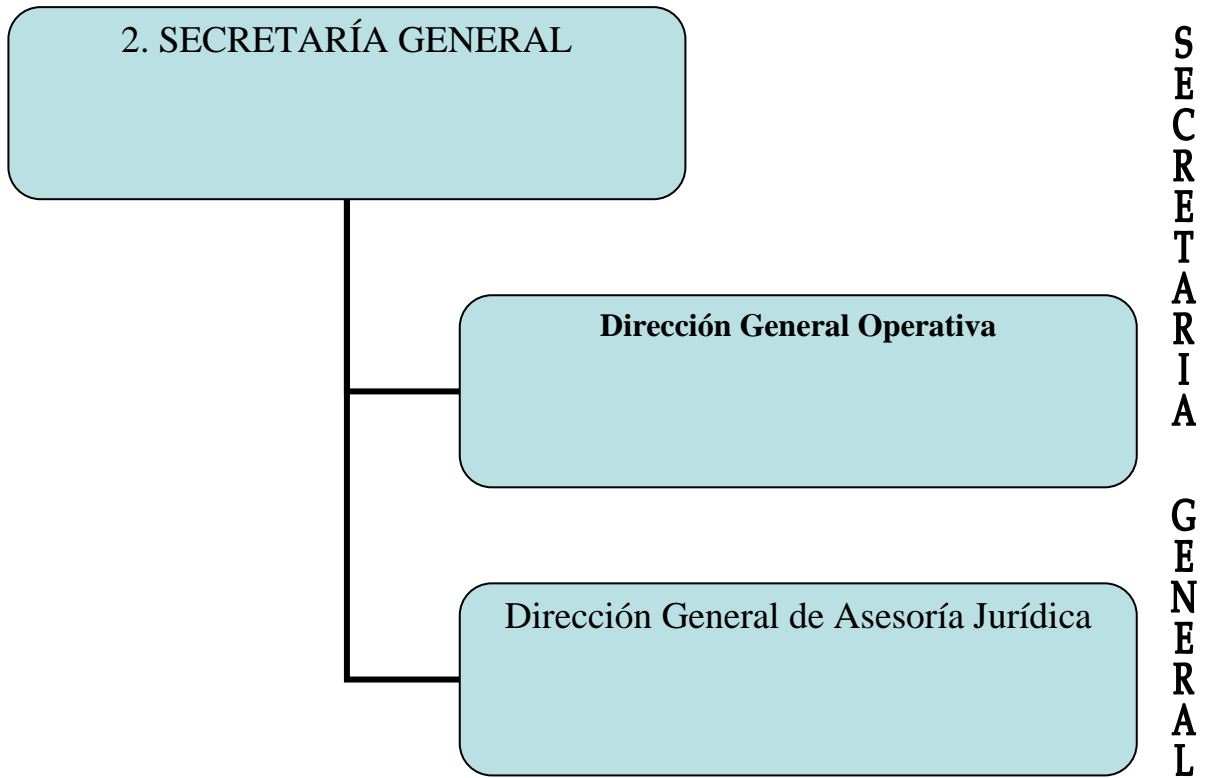 2. SECRETARÍA GENERAL
Dirección General Operativa
Dirección General de Asesoría Jurídica
SECRETARIA GENERAL